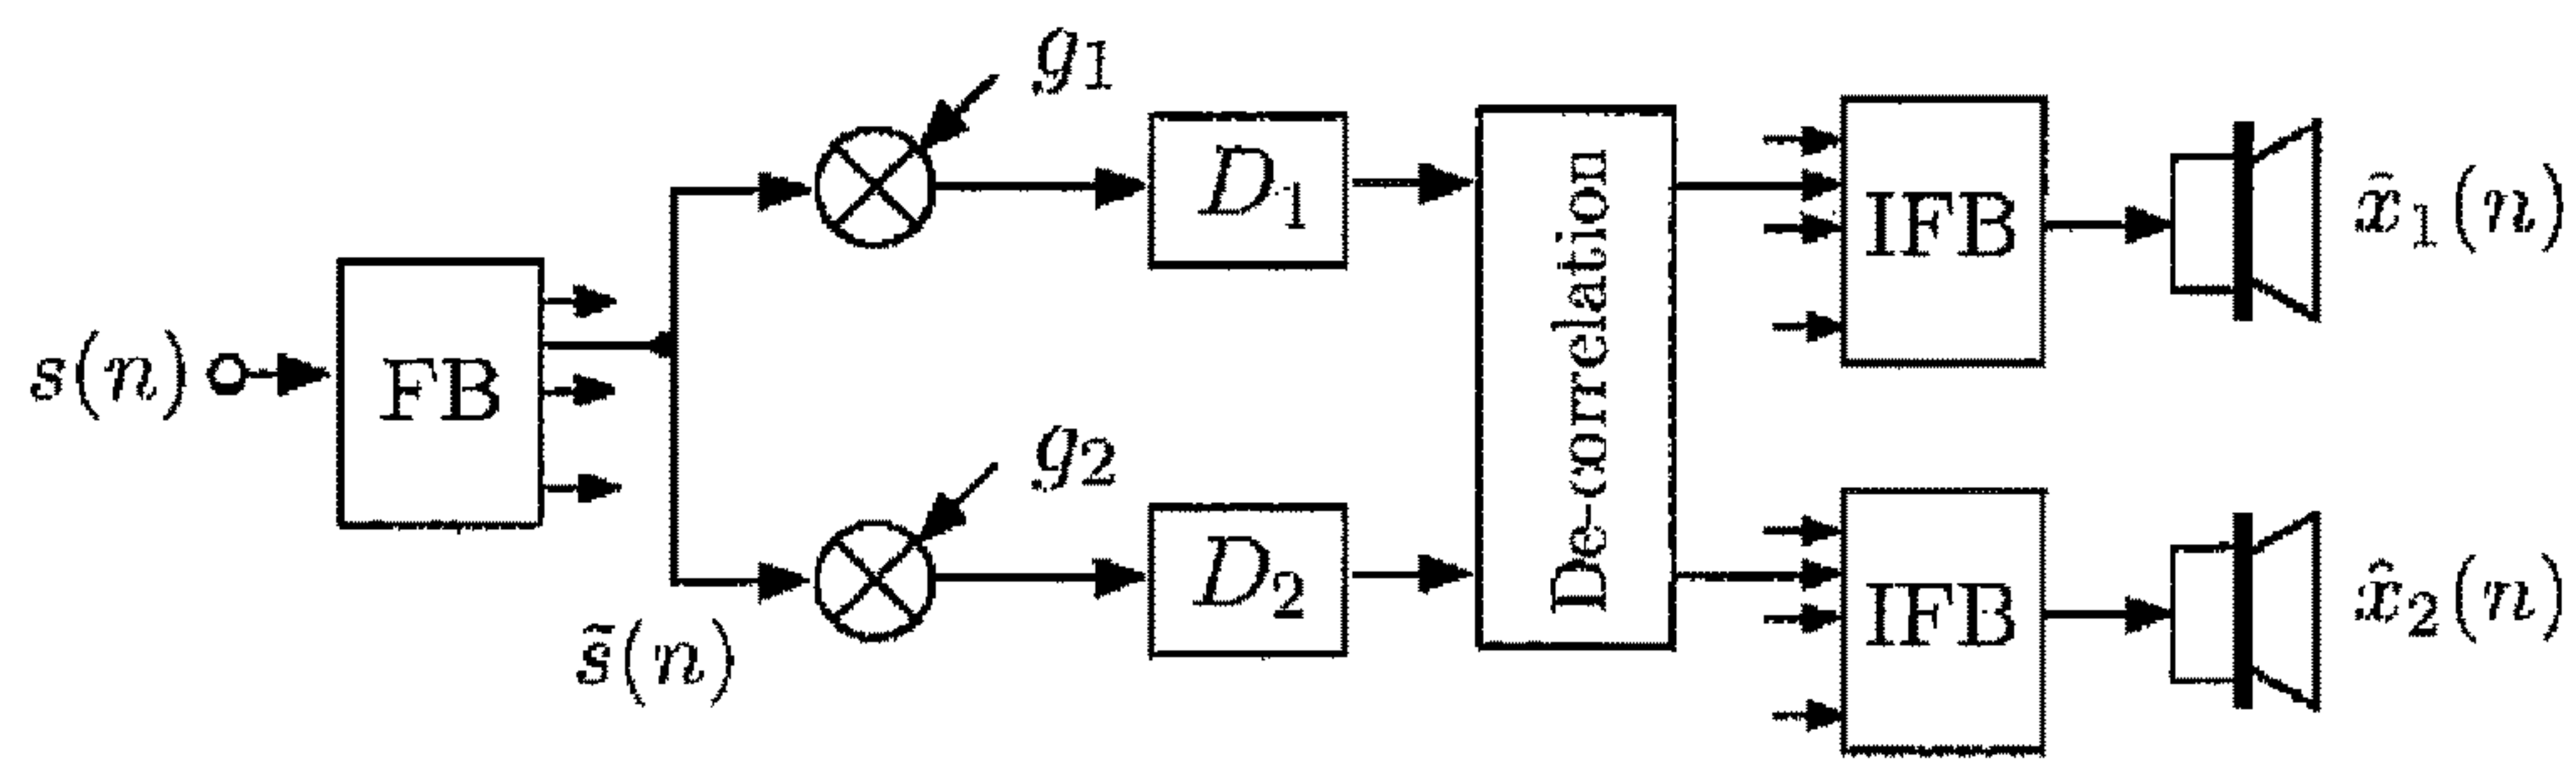 g₁
D₁
De-correlation
IFB
x̂₁(n)
s(n)
FB
g₂
s̃(n)
D₂
IFB
x̂₂(n)